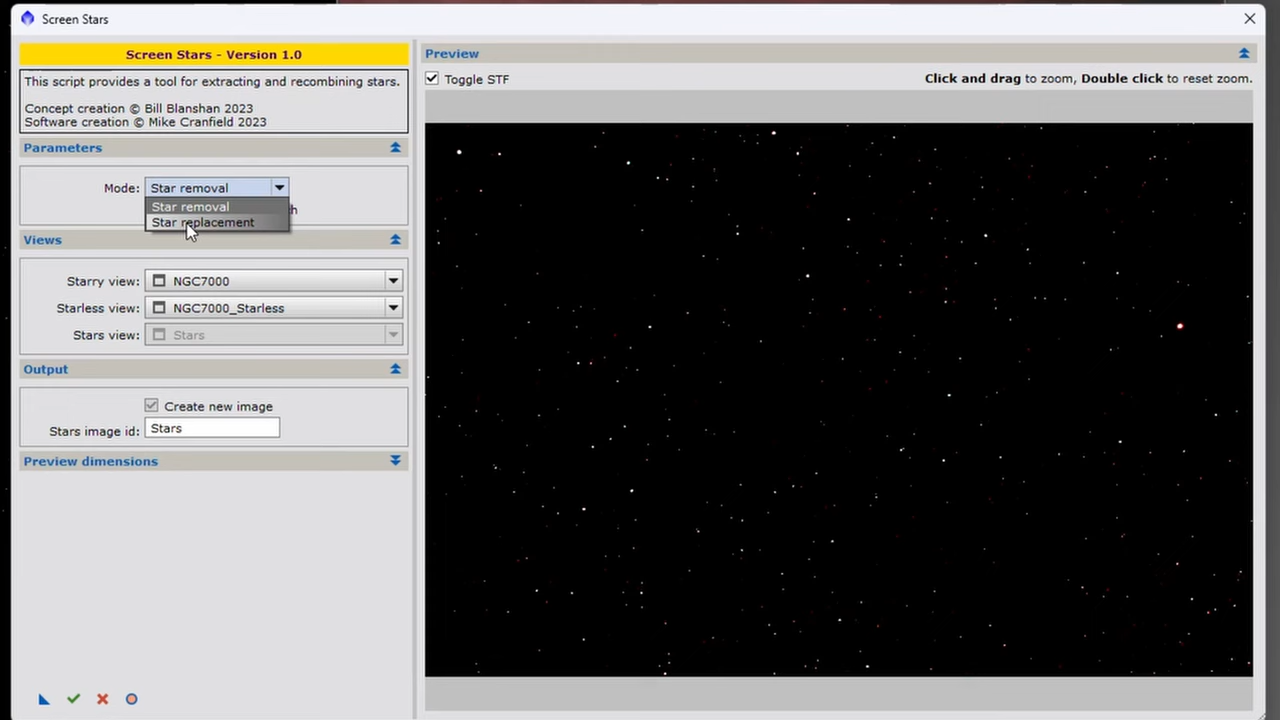 Screen Stars
Screen Stars - Version 1.0
This script provides a tool for extracting and recombining stars.
Concept creation © Bill Blanshan 2023
Software creation © Mike Cranfield 2023
Parameters
Mode: Star removal
Star removal
Star replacement
Views
Starry view: NGC7000
Starless view: NGC7000_Starless
Stars view: Stars
Output
Create new image
Stars image id: Stars
Preview dimensions
Preview
Toggle STF
Click and drag to zoom, Double click to reset zoom.